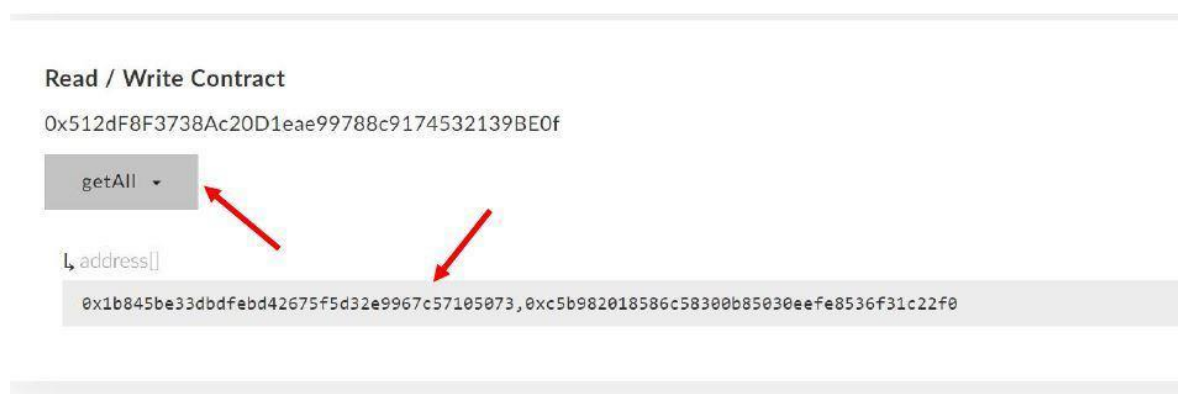 Read / Write Contract
0x512dF8F3738Ac20D1eae99788c9174532139BE0f
getAll
address[]
0x1b845be33dbdfebd42675f5d32e9967c57105073,0xc5b982018586c58300b85030eefe8536f31c22f0